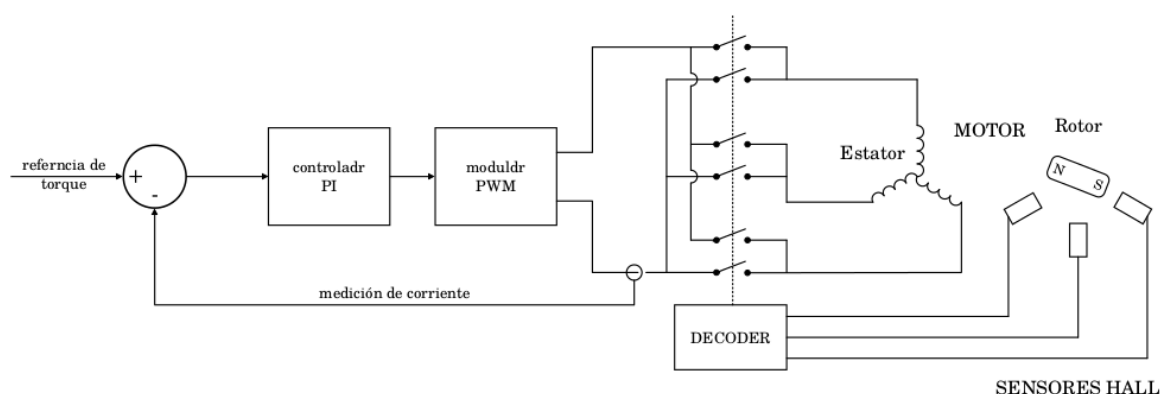 referncia de
torque
+
-
controladr
PI
moduldr
PWM
medición de corriente
DECODER
Estator
MOTOR
Rotor
N S
SENSORES HALL